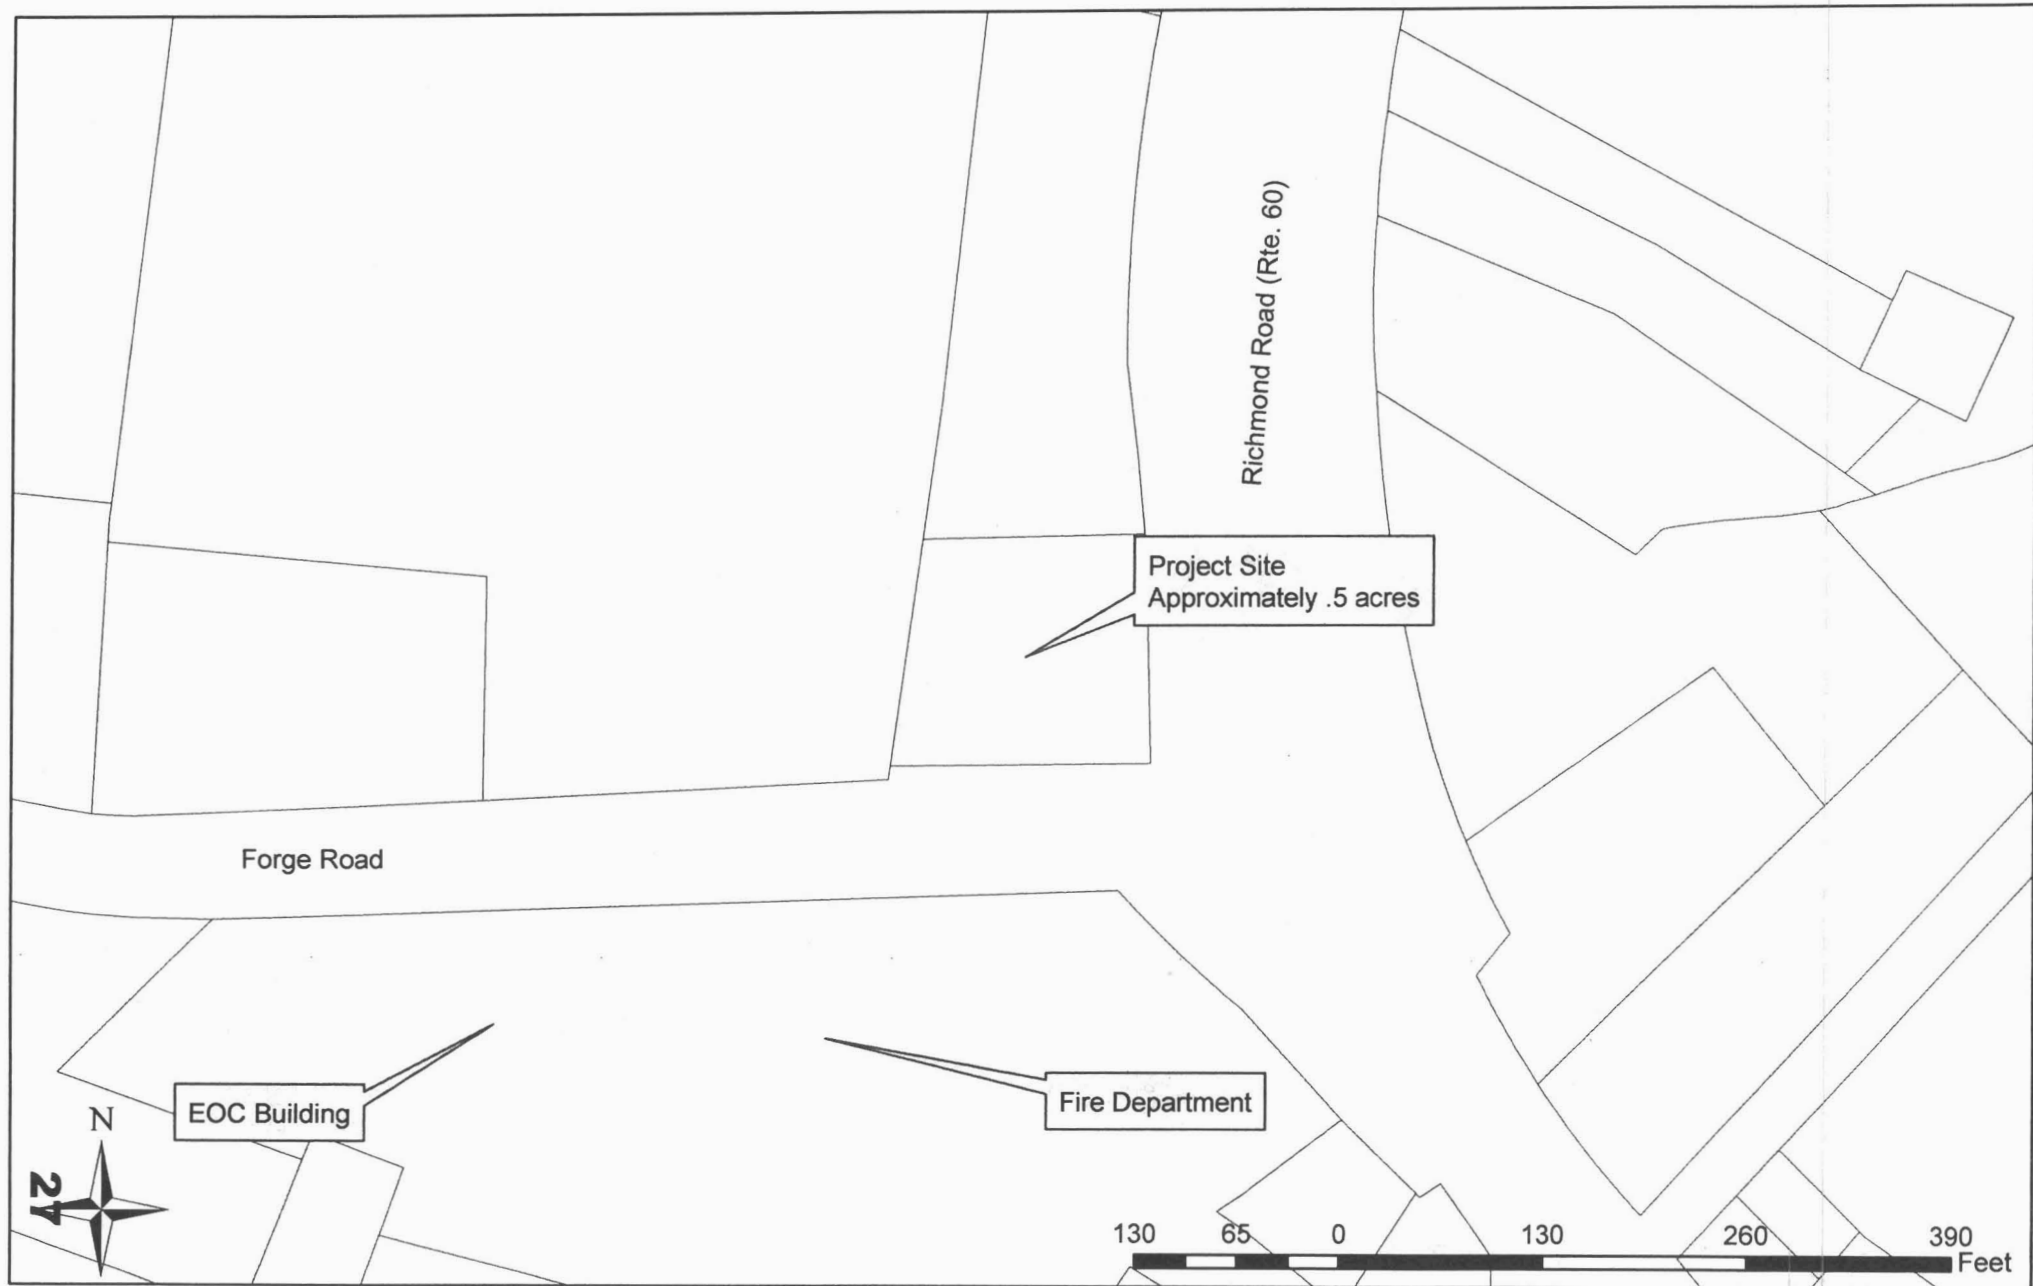 Richmond Road (Rte. 60)
Project Site
Approximately .5 acres
Forge Road
EOC Building
Fire Department
N
27
130 65 0 130 260 390
Feet